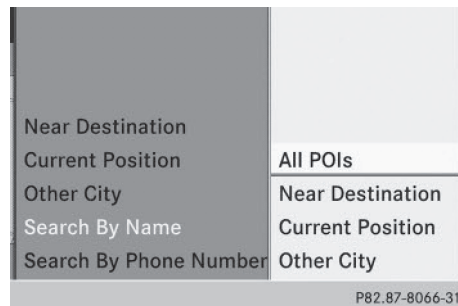 Near Destination
Current Position
Other City
Search By Name
Search By Phone Number
All POIs
Near Destination
Current Position
Other City
P82.87-8066-31